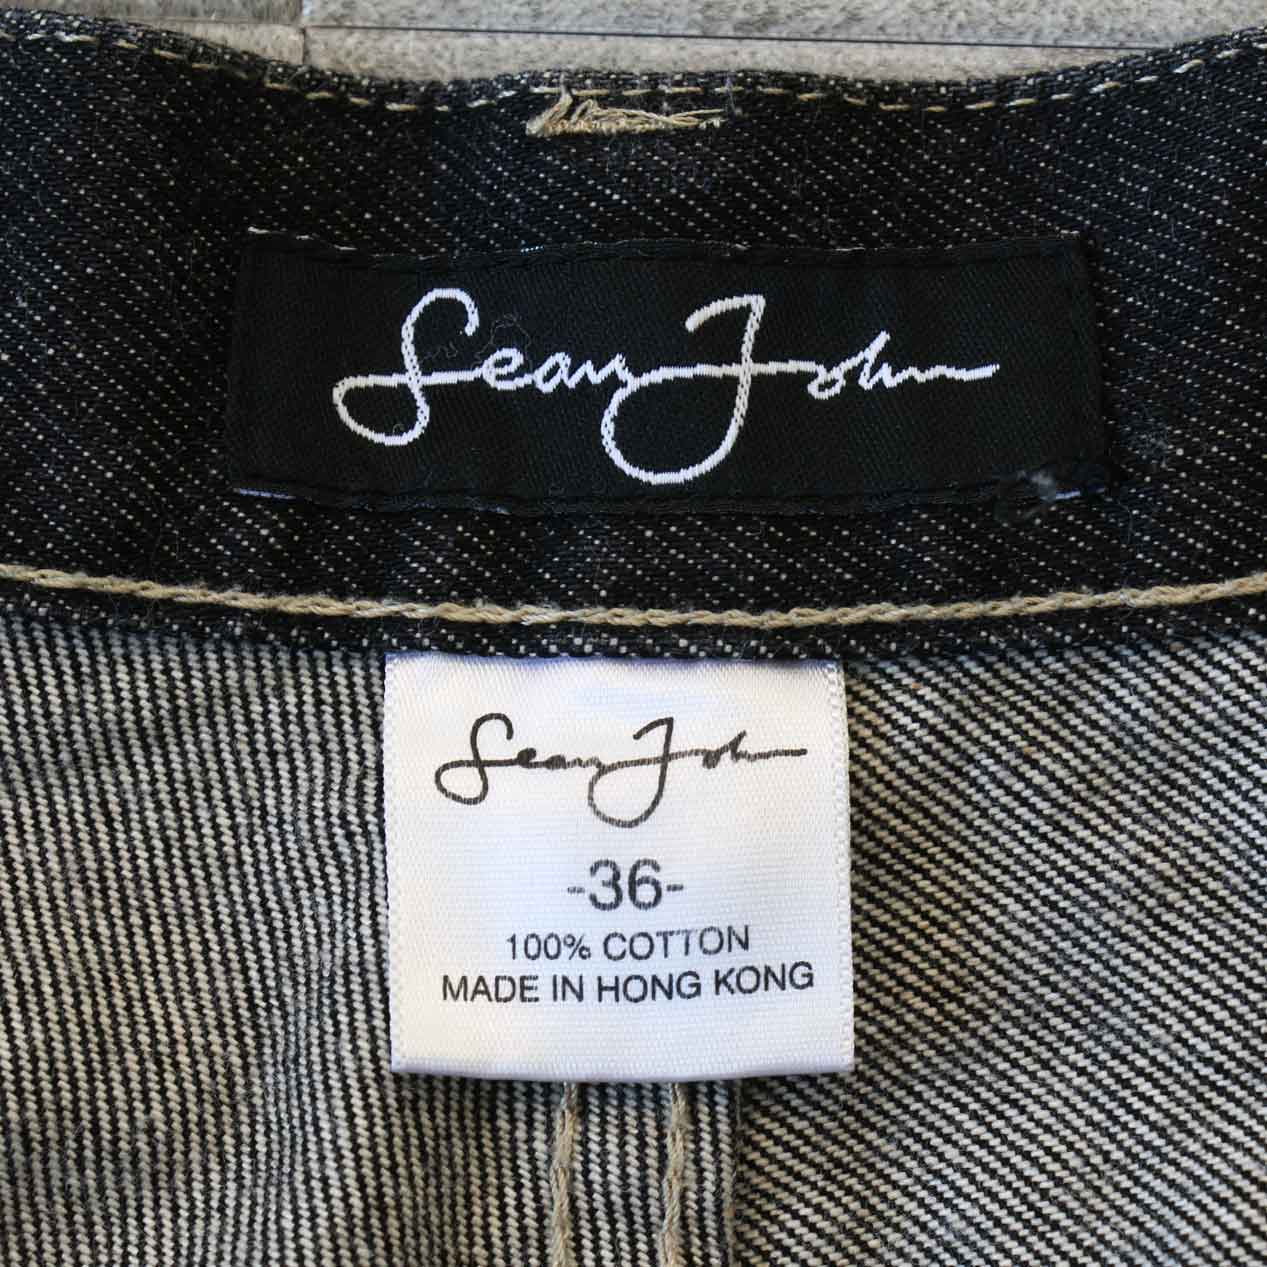 Sean John
Sean John
-36-
100% COTTON
MADE IN HONG KONG